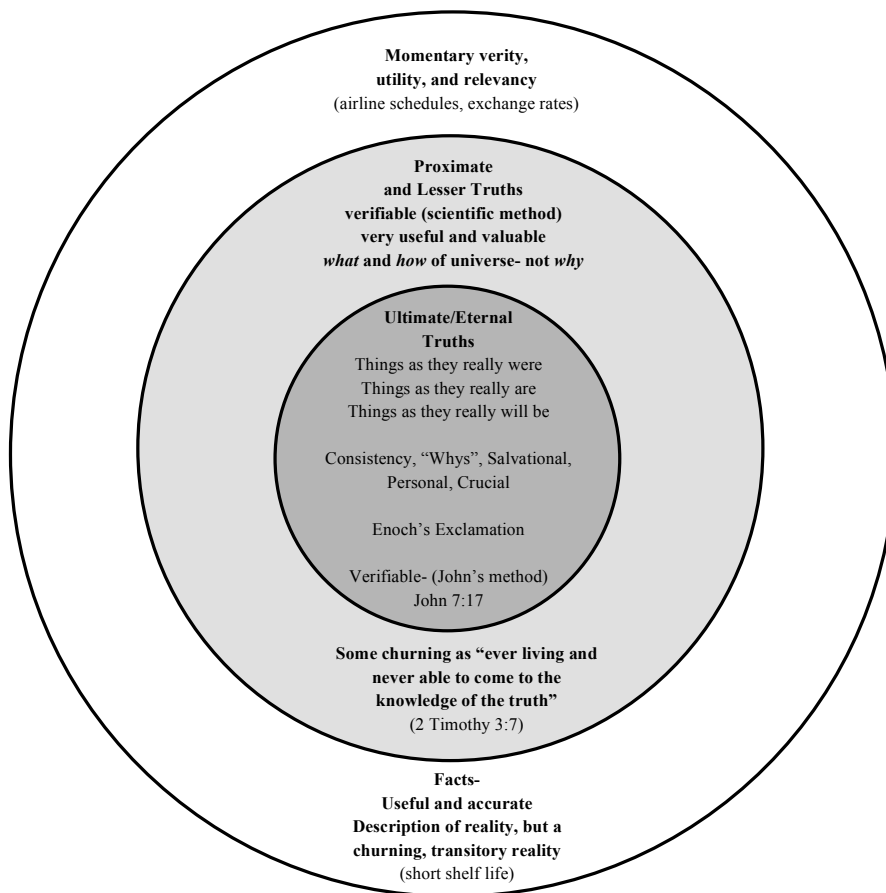 Momentary verity,
utility, and relevancy
(airline schedules, exchange rates)
Proximate
and Lesser Truths
verifiable (scientific method)
very useful and valuable
what and how of universe- not why
Ultimate/Eternal
Truths
Things as they really were
Things as they really are
Things as they really will be
Consistency, “Whys”, Salvational,
Personal, Crucial
Enoch’s Exclamation
Verifiable- (John’s method)
John 7:17
Some churning as “ever living and
never able to come to the
knowledge of the truth”
(2 Timothy 3:7)
Facts-
Useful and accurate
Description of reality, but a
churning, transitory reality
(short shelf life)